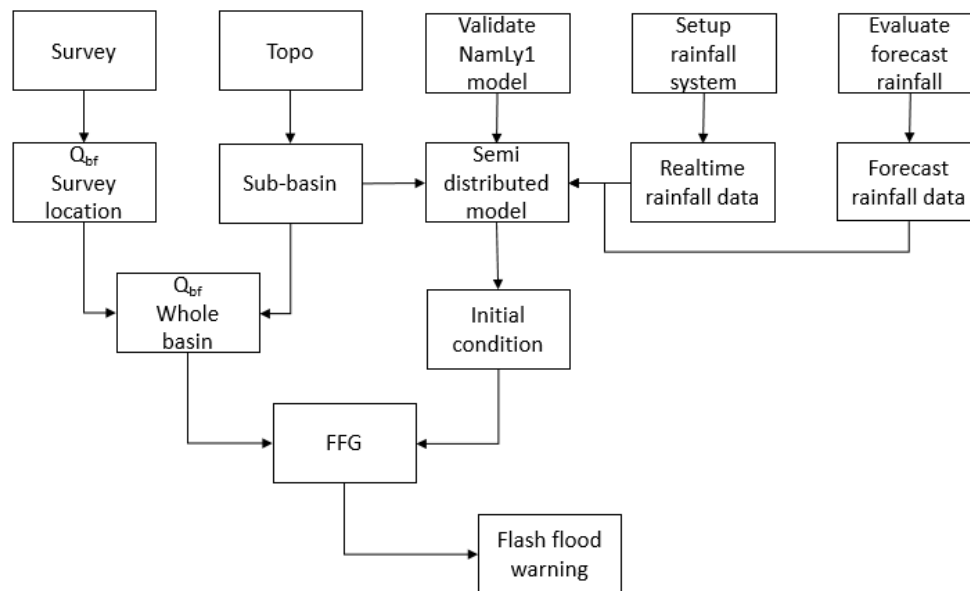 Survey
Topo
Validate
NamLy1
model
Setup
rainfall
system
Evaluate
forecast
rainfall
Qbf
Survey
location
Sub-basin
Semi
distributed
model
Realtime
rainfall data
Forecast
rainfall data
Qbf
Whole
basin
Initial
condition
FFG
Flash flood
warning